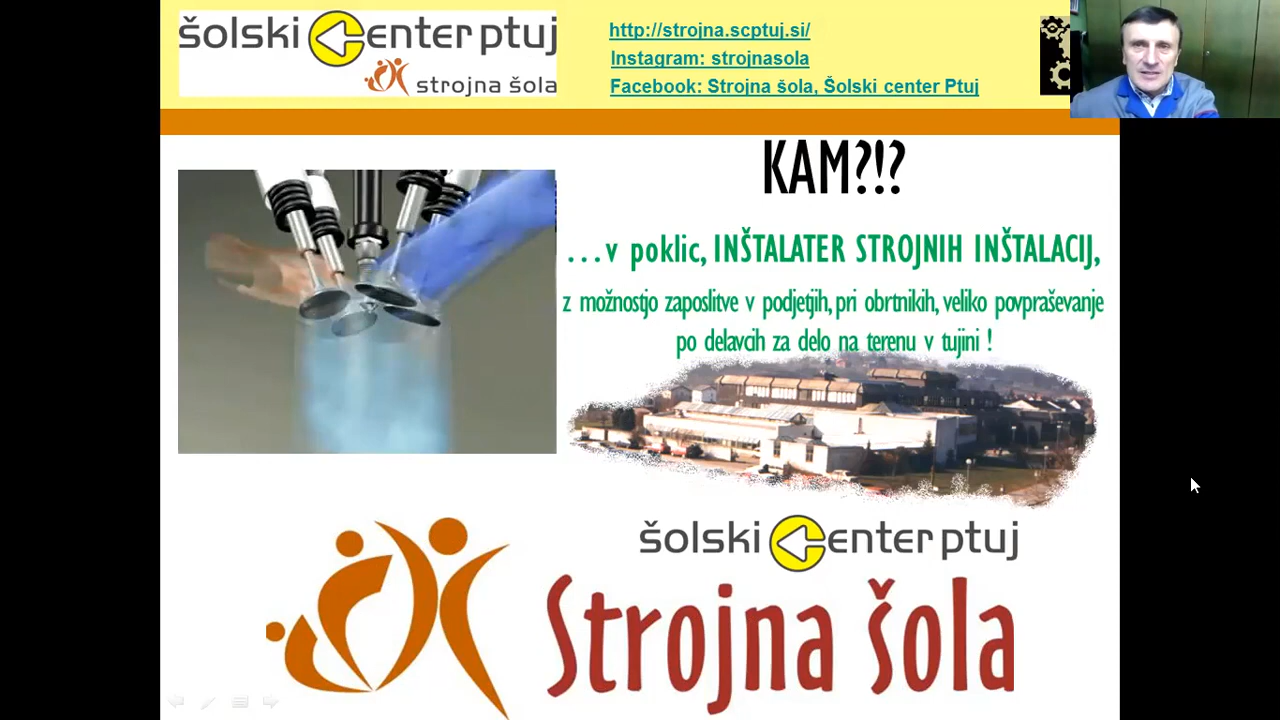 šolski center ptuj
strojna šola
http://strojna.scptuj.si/
Instagram: strojnasola
Facebook: Strojna šola, Šolski center Ptuj
KAM?!?
...v poklic, INŠTALATER STROJNIH INŠTALACIJ,
z možnostjo zaposlitve v podjetjih, pri obrtnikih, veliko povpraševanje
po delavcih za delo na terenu v tujini !
šolski center ptuj
Strojna šola